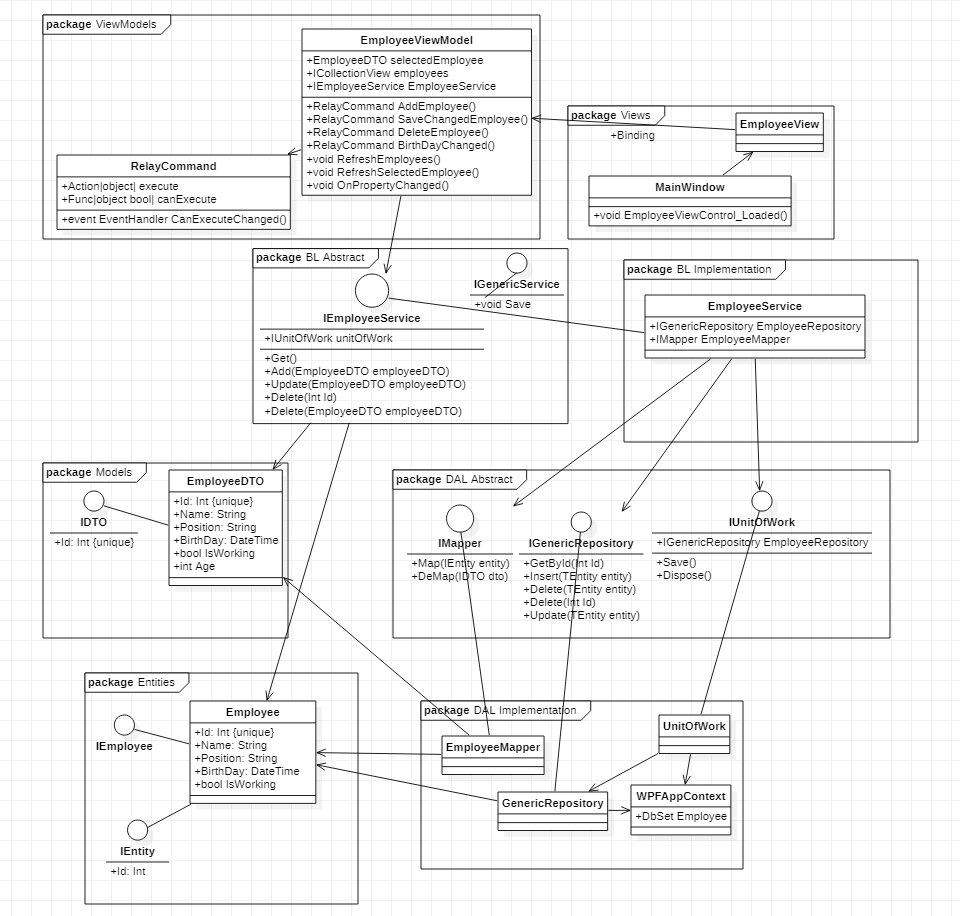 package ViewModels
EmployeeViewModel
+EmployeeDTO selectedEmployee
+ICollectionView employees
+IEmployeeService EmployeeService
+RelayCommand AddEmployee()
+RelayCommand SaveChangedEmployee()
+RelayCommand DeleteEmployee()
+RelayCommand BirthDayChanged()
+void RefreshEmployees()
+void RefreshSelectedEmployee()
+void OnPropertyChanged()
RelayCommand
+Action|object| execute
+Func|object bool| canExecute
+event EventHandler CanExecuteChanged()
package Views
EmployeeView
+Binding
MainWindow
+void EmployeeViewControl_Loaded()
package BL Abstract
IGenericService
+void Save
IEmployeeService
+IUnitOfWork unitOfWork
+Get()
+Add(EmployeeDTO employeeDTO)
+Update(EmployeeDTO employeeDTO)
+Delete(Int Id)
+Delete(EmployeeDTO employeeDTO)
package BL Implementation
EmployeeService
+IGenericRepository EmployeeRepository
+IMapper EmployeeMapper
package Models
IDTO
+Id: Int {unique}
EmployeeDTO
+Id: Int {unique}
+Name: String
+Position: String
+BirthDay: DateTime
+bool IsWorking
+int Age
package DAL Abstract
IMapper
+Map(IEntity entity)
+DeMap(IDTO dto)
IGenericRepository
+GetById(Int Id)
+Insert(TEntity entity)
+Delete(TEntity entity)
+Delete(Int Id)
+Update(TEntity entity)
IUnitOfWork
+IGenericRepository EmployeeRepository
+Save()
+Dispose()
package Entities
IEmployee
Employee
+Id: Int {unique}
+Name: String
+Position: String
+BirthDay: DateTime
+bool IsWorking
IEntity
+Id: Int
package DAL Implementation
EmployeeMapper
UnitOfWork
GenericRepository
WPFAppContext
+DbSet Employee